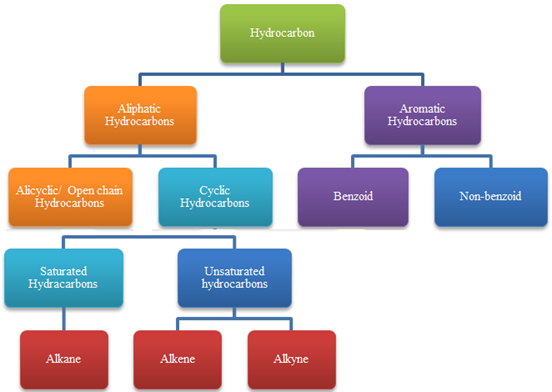 Hydrocarbon
Aliphatic
Hydrocarbons
Aromatic
Hydrocarbons
Alicyclic/ Open chain
Hydrocarbons
Cyclic
Hydrocarbons
Benzoid
Non-benzoid
Saturated
Hydracarbons
Unsaturated
hydrocarbons
Alkane
Alkene
Alkyne